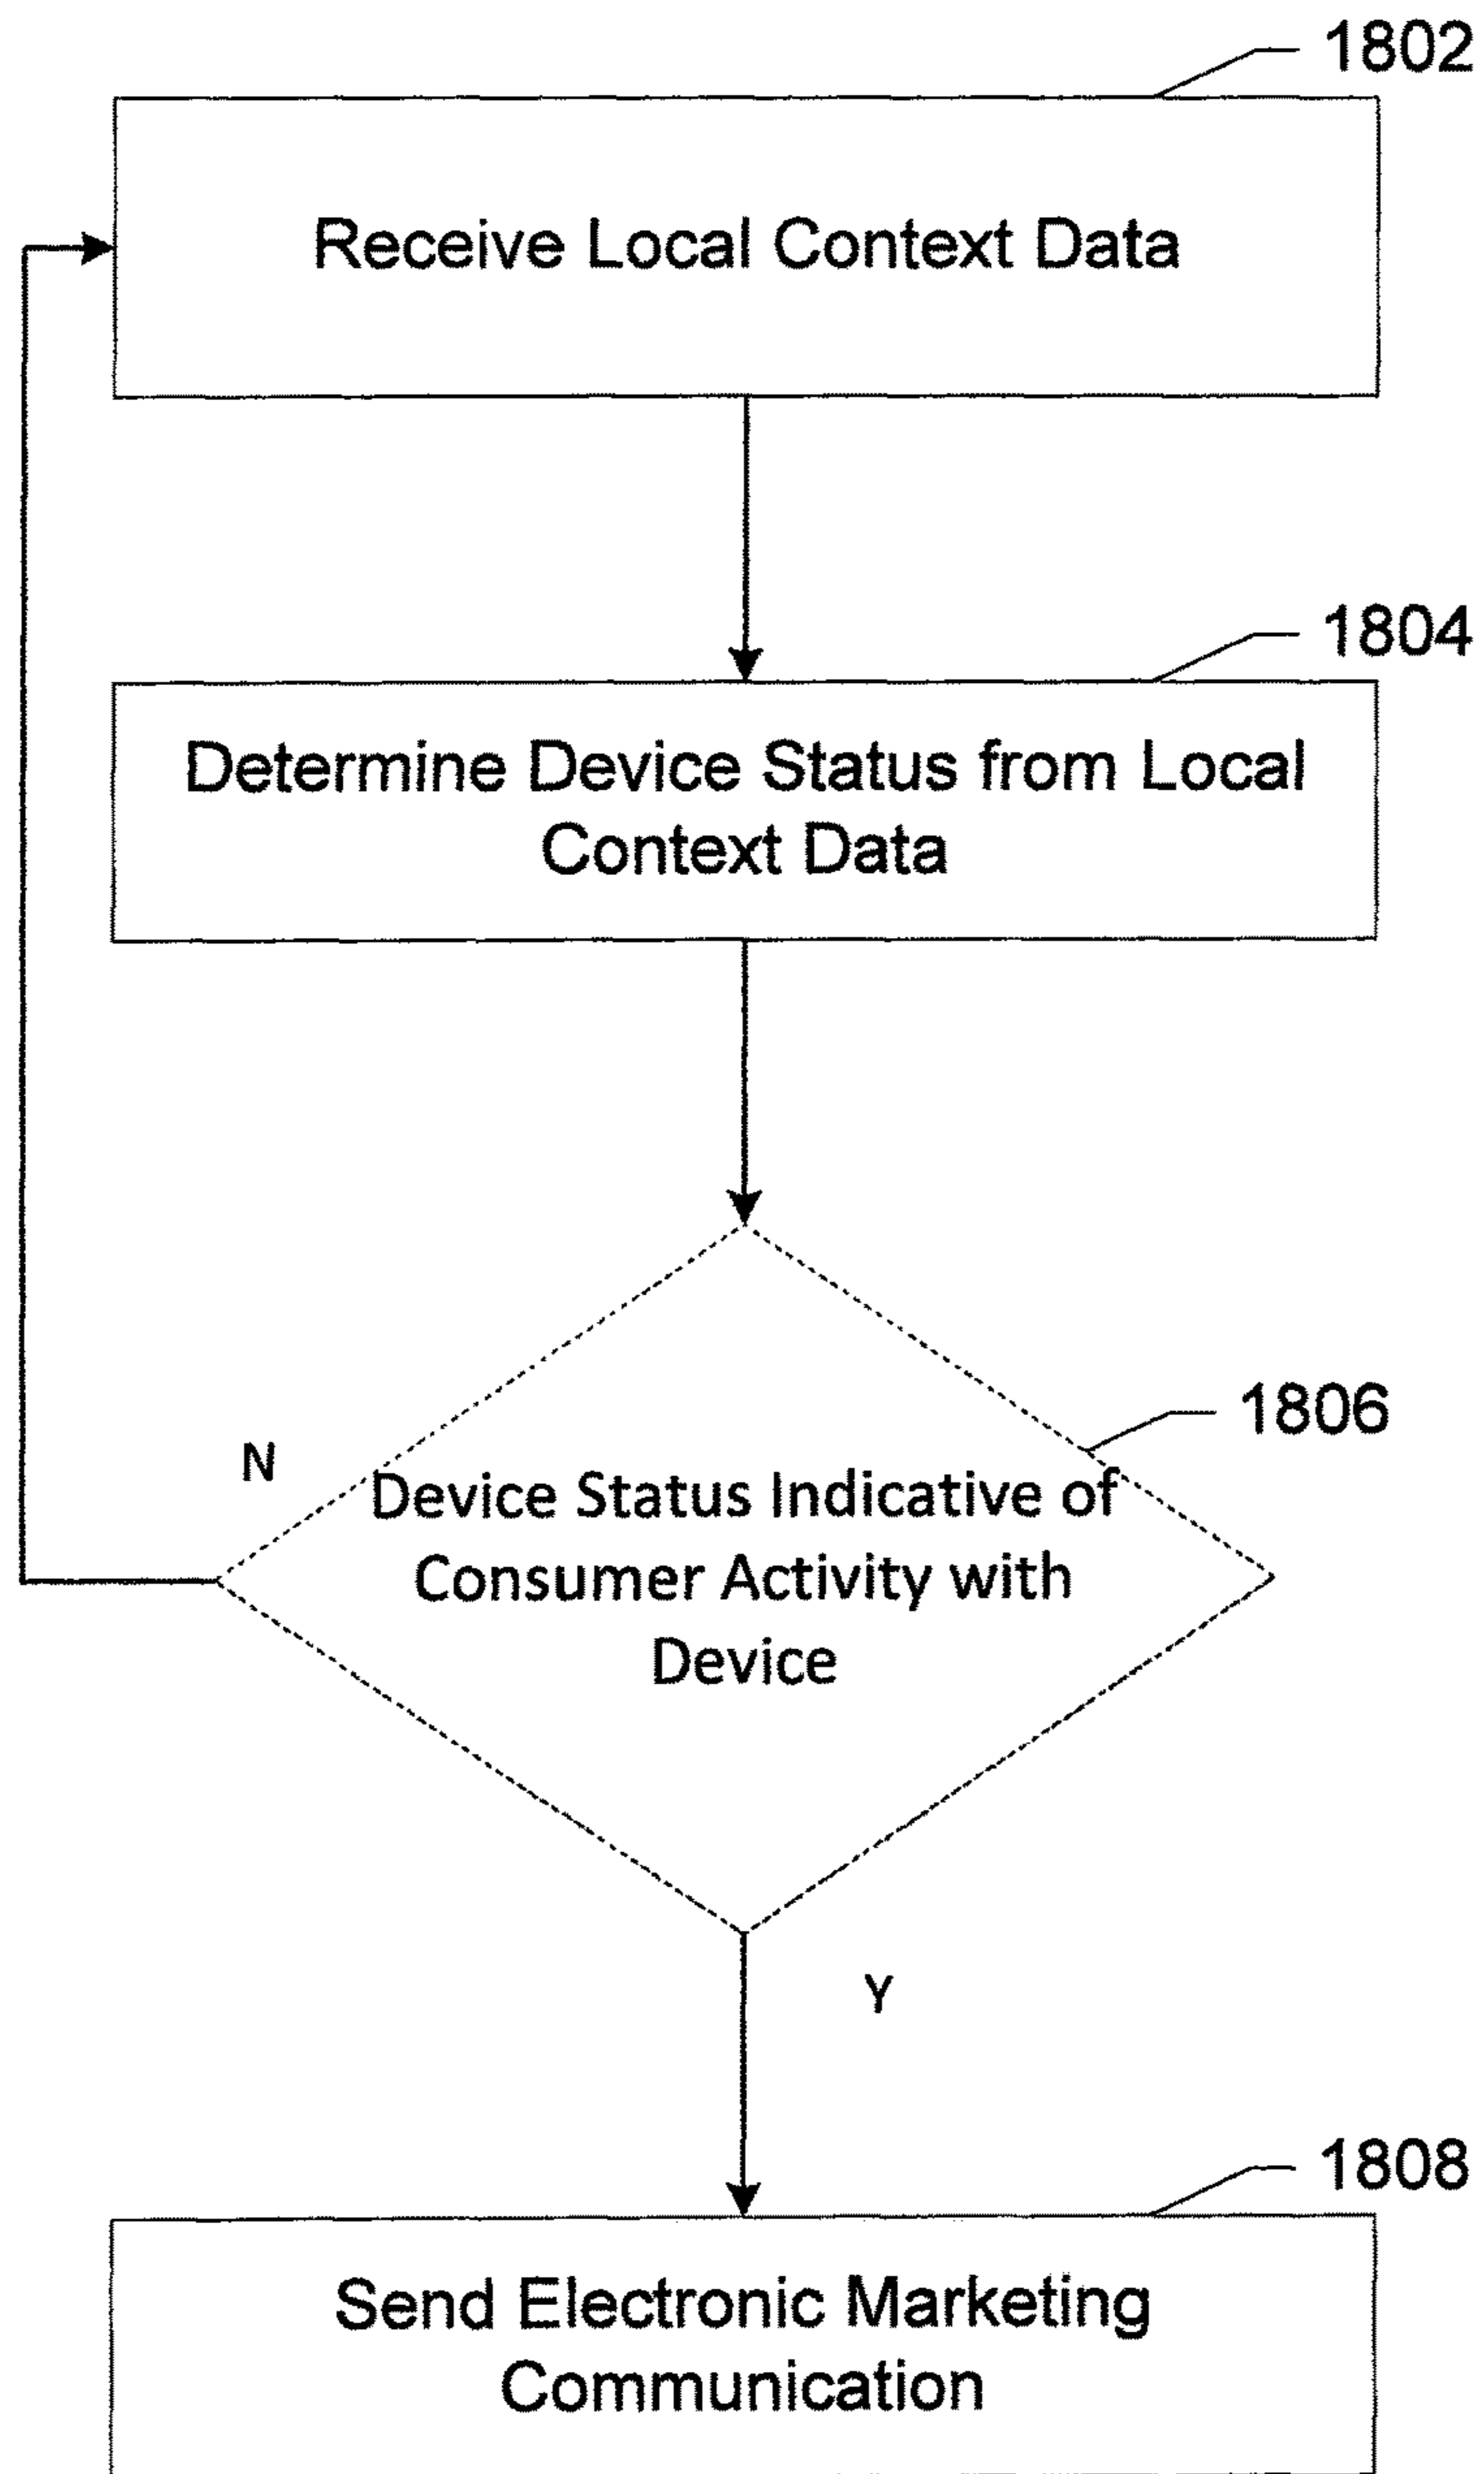 1802
Receive Local Context Data
1804
Determine Device Status from Local
Context Data
1806
N
Device Status Indicative of
Consumer Activity with
Device
Y
1808
Send Electronic Marketing
Communication